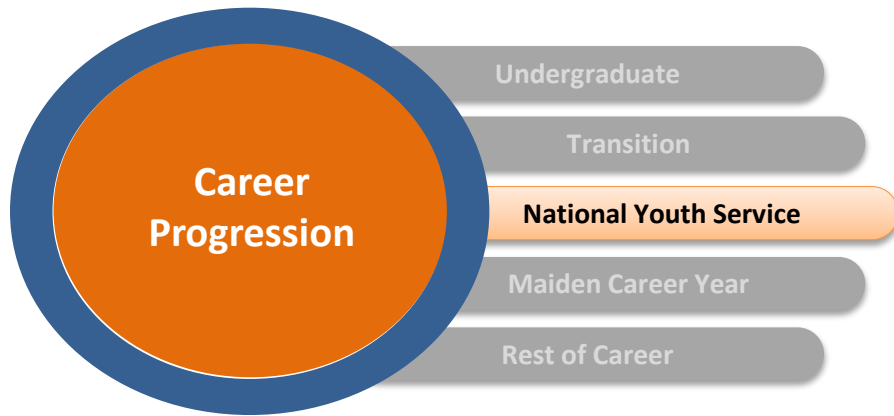 Career
Progression
Undergraduate
Transition
National Youth Service
Maiden Career Year
Rest of Career